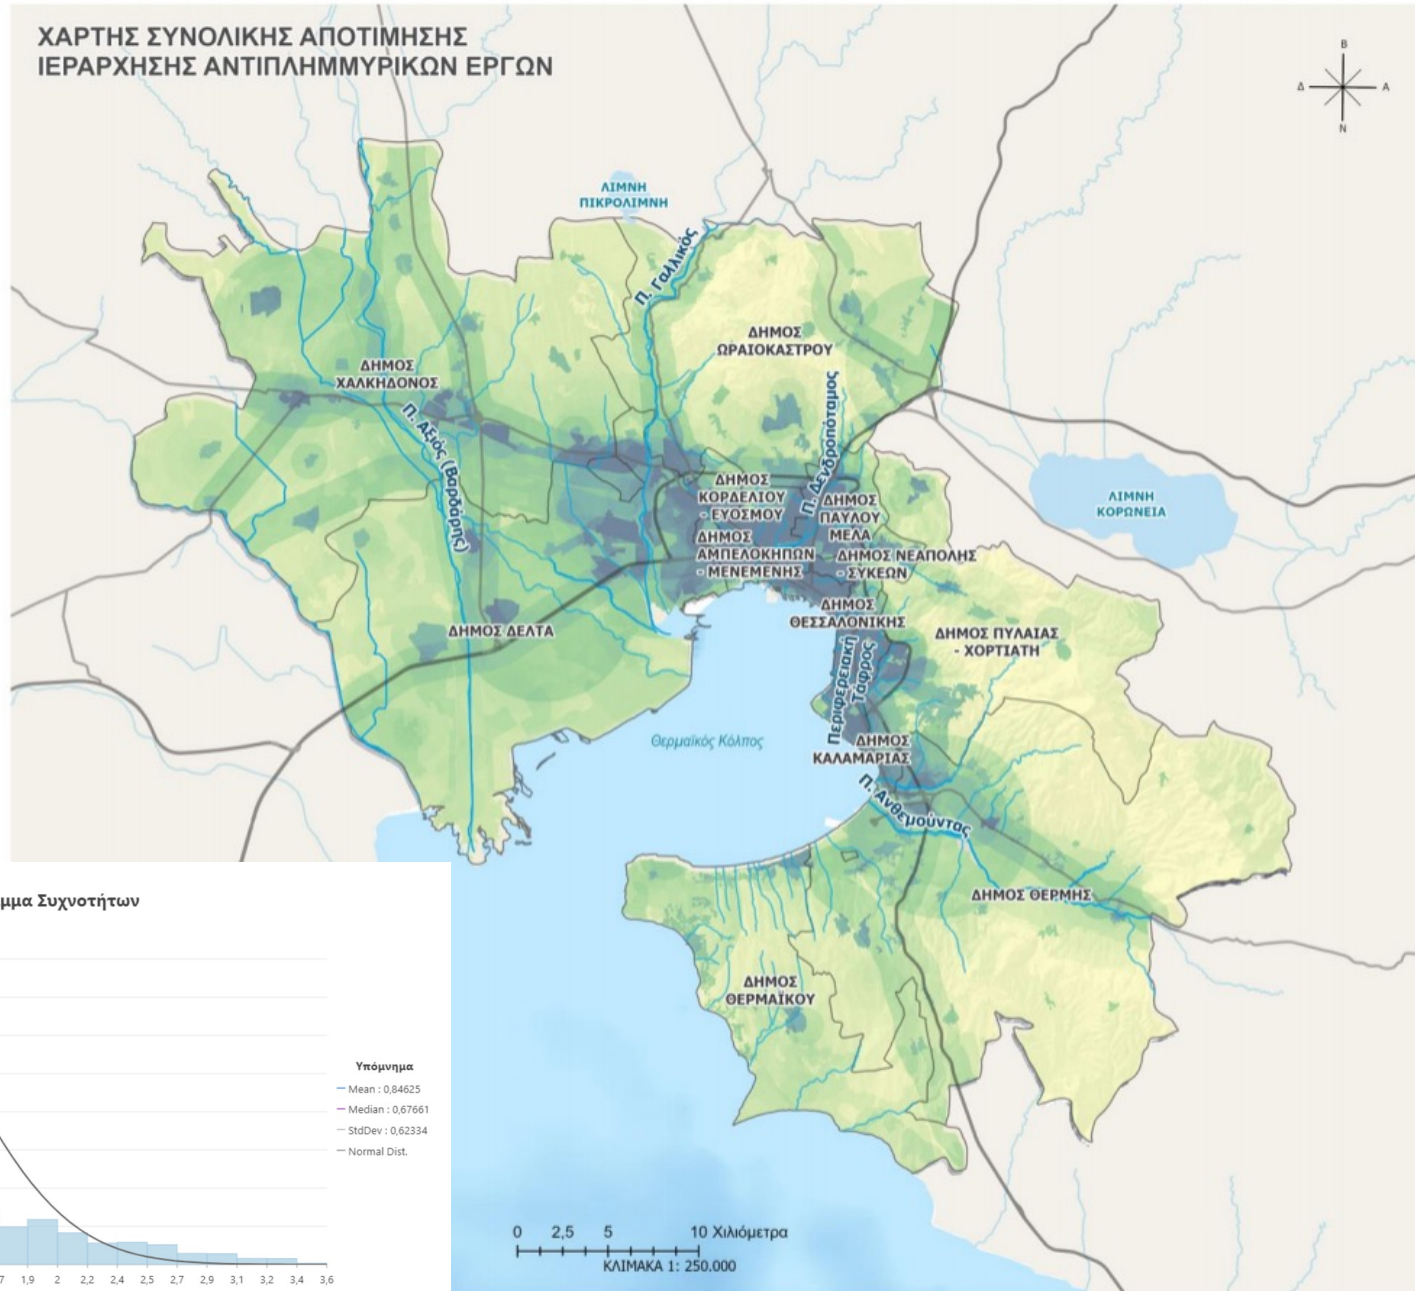 ΧΑΡΤΗΣ ΣΥΝΟΛΙΚΗΣ ΑΠΟΤΙΜΗΣΗΣ
ΙΕΡΑΡΧΗΣΗΣ ΑΝΤΙΠΛΗΜΜΥΡΙΚΩΝ ΕΡΓΩΝ
Β
Δ Α
Ν
ΛΙΜΝΗ
ΠΙΚΡΟΛΙΜΝΗ
Π. Γαλλικός
ΔΗΜΟΣ
ΩΡΑΙΟΚΑΣΤΡΟΥ
ΔΗΜΟΣ
ΧΑΛΚΗΔΟΝΟΣ
Π. Αξιός (Βαρδάρης)
Π. Δενδροπόταμος
ΔΗΜΟΣ
ΚΟΡΔΕΛΙΟΥ
- ΕΥΟΣΜΟΥ
ΔΗΜΟΣ
ΠΑΥΛΟΥ
ΜΕΛΑ
ΛΙΜΝΗ
ΚΟΡΩΝΕΙΑ
ΔΗΜΟΣ
ΑΜΠΕΛΟΚΗΠΩΝ
- ΜΕΝΕΜΕΝΗΣ
ΔΗΜΟΣ ΝΕΑΠΟΛΗΣ
- ΣΥΚΕΩΝ
ΔΗΜΟΣ
ΘΕΣΣΑΛΟΝΙΚΗΣ
ΔΗΜΟΣ ΔΕΛΤΑ
ΔΗΜΟΣ ΠΥΛΑΙΑΣ
- ΧΟΡΤΙΑΤΗ
Περιφερειακή
Τάφρος
Θερμαϊκός Κόλπος
ΔΗΜΟΣ
ΚΑΛΑΜΑΡΙΑΣ
Π. Ανθεμούντας
ΔΗΜΟΣ ΘΕΡΜΗΣ
ΔΗΜΟΣ
ΘΕΡΜΑΪΚΟΥ
μμα Συχνοτήτων
Υπόμνημα
Mean : 0,84625
Median : 0,67661
StdDev : 0,62334
Normal Dist.
7 1,9 2 2,2 2,4 2,5 2,7 2,9 3,1 3,2 3,4 3,6
0 2,5 5 10 Χιλιόμετρα
ΚΛΙΜΑΚΑ 1: 250.000